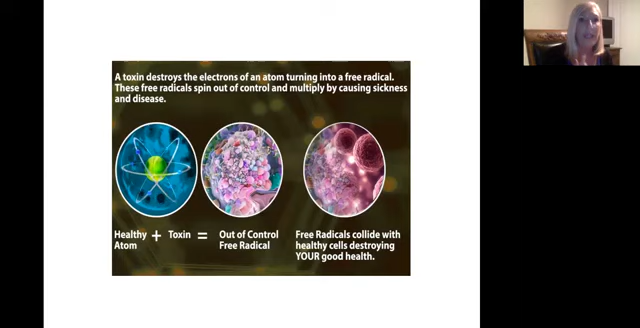 A toxin destroys the electrons of an atom turning into a free radical.
These free radicals spin out of control and multiply by causing sickness
and disease.
Healthy + Toxin = Out of Control
Atom
Free Radical
Free Radicals collide with
healthy cells destroying
YOUR good health.